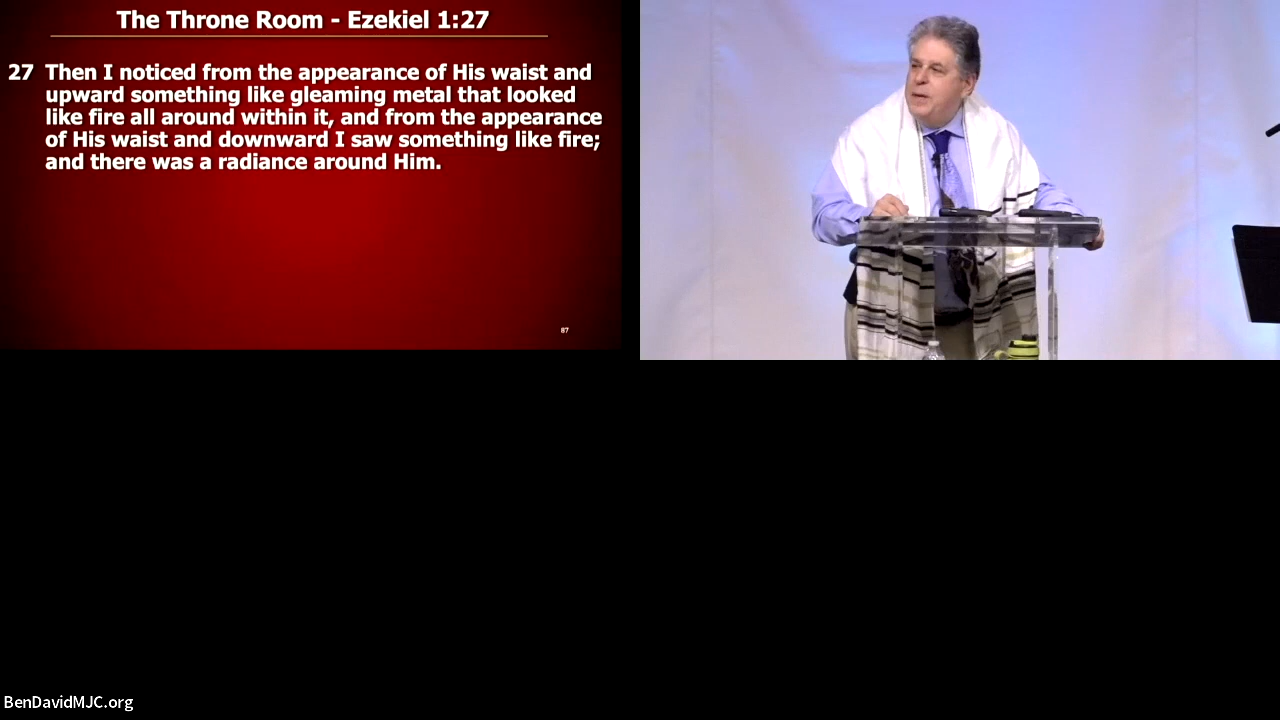 The Throne Room - Ezekiel 1:27
27 Then I noticed from the appearance of His waist and
upward something like gleaming metal that looked
like fire all around within it, and from the appearance
of His waist and downward I saw something like fire;
and there was a radiance around Him.
87
BenDavidMJC.org